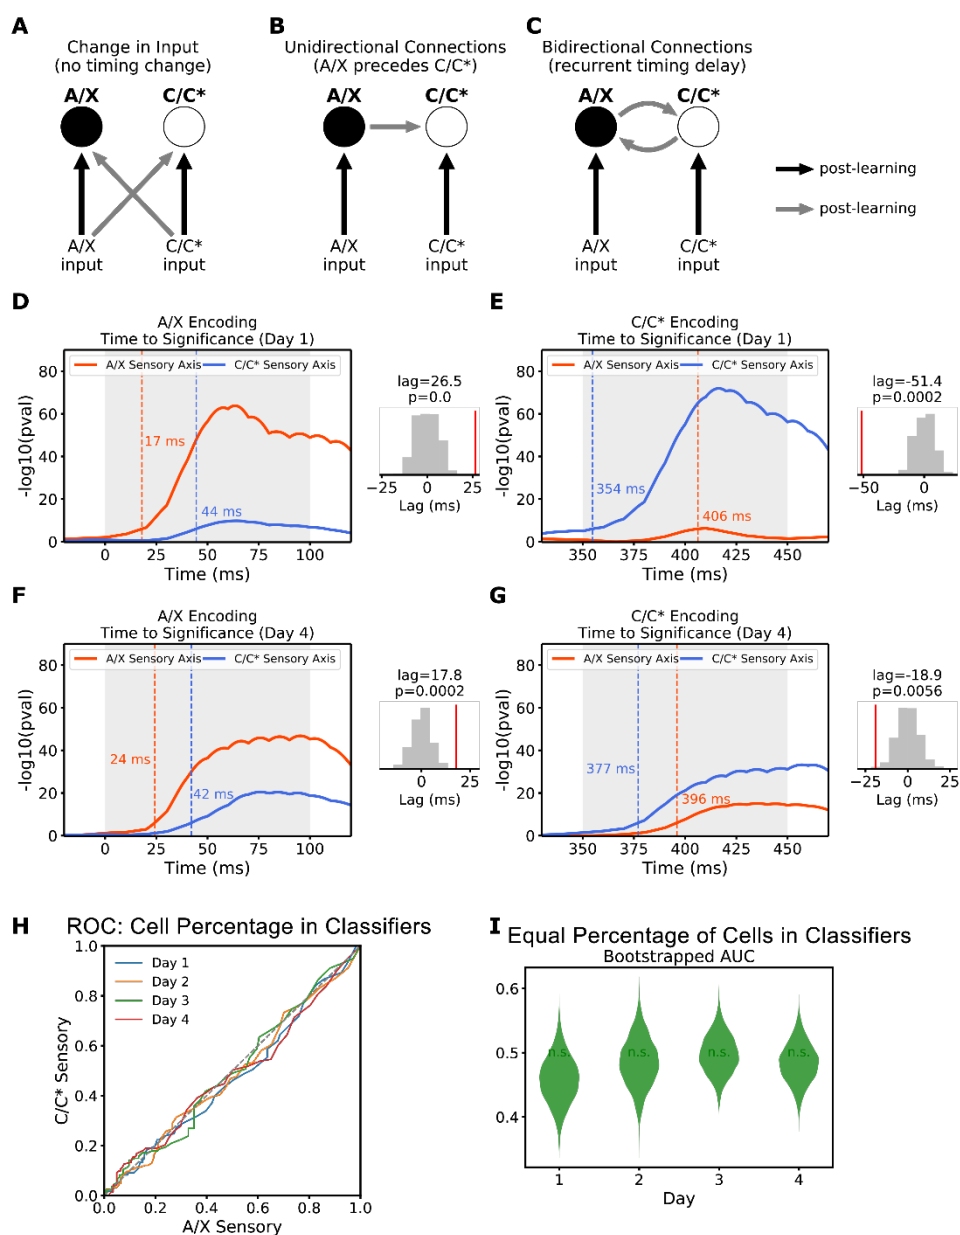 A
Change in Input
(no timing change)
A/X
C/C*
A/X
input
C/C*
input
B
Unidirectional Connections
(A/X precedes C/C*)
A/X
C/C*
A/X
input
C/C*
input
C
Bidirectional Connections
(recurrent timing delay)
A/X
C/C*
A/X
input
C/C*
input
post-learning
post-learning
D
A/X Encoding
Time to Significance (Day 1)
A/X Sensory Axis
C/C* Sensory Axis
17 ms
44 ms
-log10(pval)
80
60
40
20
0
0
25
50
75
100
Time (ms)
lag=26.5
p=0.0
−25
0
25
Lag (ms)
E
C/C* Encoding
Time to Significance (Day 1)
A/X Sensory Axis
C/C* Sensory Axis
354 ms
406 ms
-log10(pval)
80
60
40
20
0
350
375
400
425
450
Time (ms)
lag=-51.4
p=0.0002
−50
0
25
Lag (ms)
F
A/X Encoding
Time to Significance (Day 4)
A/X Sensory Axis
C/C* Sensory Axis
24 ms
42 ms
-log10(pval)
80
60
40
20
0
0
25
50
75
100
Time (ms)
lag=17.8
p=0.0002
0
25
Lag (ms)
G
C/C* Encoding
Time to Significance (Day 4)
A/X Sensory Axis
C/C* Sensory Axis
377 ms
396 ms
-log10(pval)
80
60
40
20
0
350
375
400
425
450
Time (ms)
lag=-18.9
p=0.0056
0
25
Lag (ms)
H
ROC: Cell Percentage in Classifiers
Day 1
Day 2
Day 3
Day 4
C/C* Sensory
1.0
0.8
0.6
0.4
0.2
0.0
0.0
0.2
0.4
0.6
0.8
1.0
A/X Sensory
I
Equal Percentage of Cells in Classifiers
Bootstrapped AUC
0.6
0.5
0.4
n.s.
n.s.
n.s.
n.s.
1
2
3
4
Day